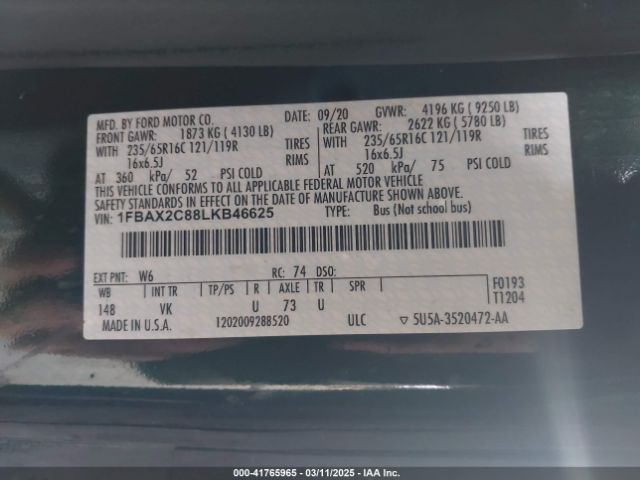 MFD. BY FORD MOTOR CO. DATE: 09/20 GVWR: 4196 KG ( 9250 LB)
FRONT GAWR: 1873 KG ( 4130 LB) REAR GAWR: 2622 KG ( 5780 LB)
WITH 235/65R16C 121/119R TIRES WITH 235/65R16C 121/119R TIRES
16x6.5J RIMS 16x6.5J RIMS
AT 360 kPa/ 52 PSI COLD AT 520 kPa/ 75 PSI COLD
THIS VEHICLE CONFORMS TO ALL APPLICABLE FEDERAL MOTOR VEHICLE
SAFETY STANDARDS IN EFFECT ON THE DATE OF MANUFACTURE SHOWN ABOVE.
VIN: 1FBAX2C88LKB46625 TYPE: Bus (Not school bus)
EXT PNT: W6 RC: 74 DSO: F0193
WB INT TR TP/PS R AXLE TR SPR T1204
148 VK U 73 U
MADE IN U.S.A. 1202009288520 ULC ▽ 5U5A-3520472-AA
000-41765965 - 03/11/2025 - IAA Inc.